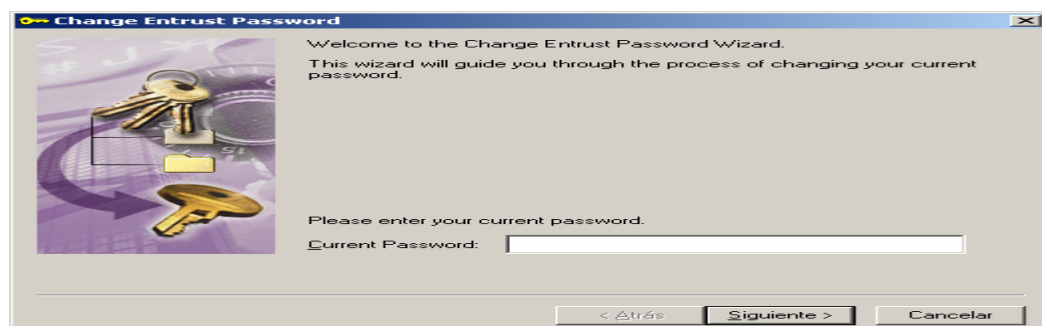 Change Entrust Password
Welcome to the Change Entrust Password Wizard.
This wizard will guide you through the process of changing your current
password.
Please enter your current password.
Current Password:
< Atrás
Siguiente >
Cancelar